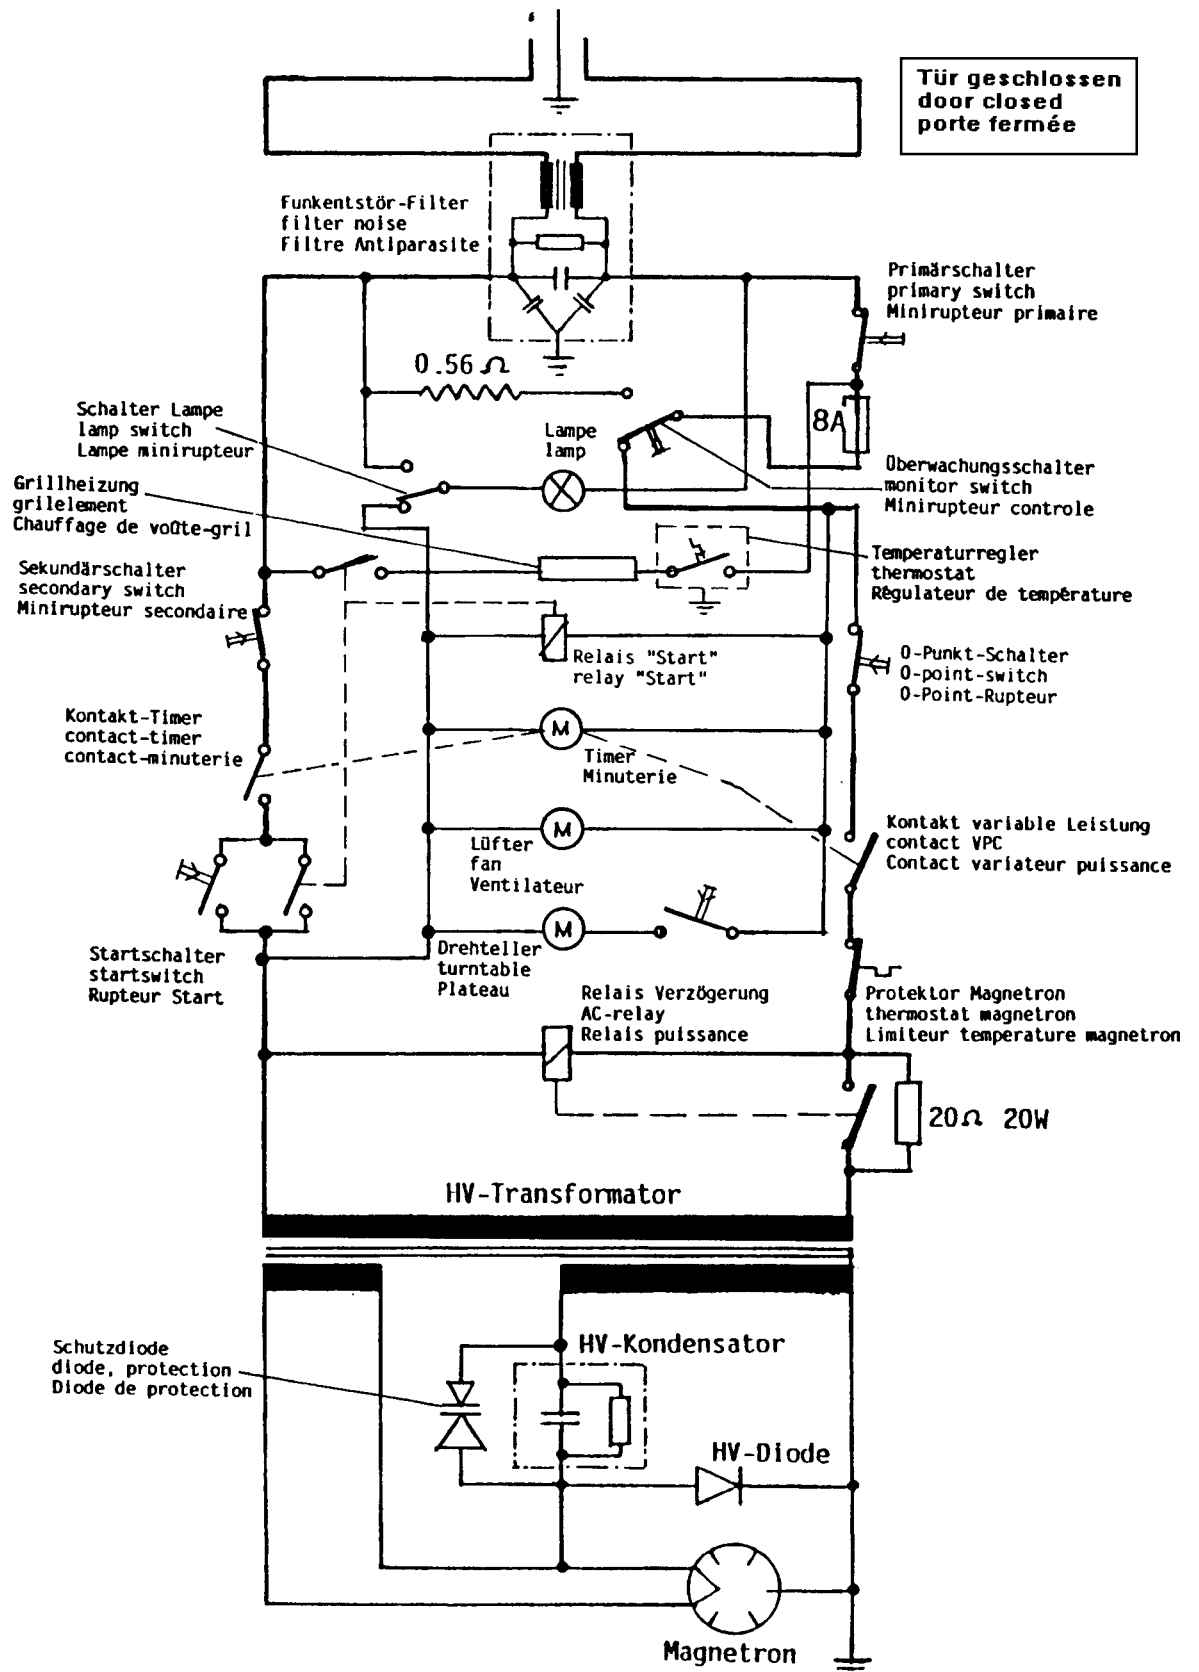 Tür geschlossen
door closed
porte fermée
Funkentstör-Filter
filter noise
Filtre Antiparasite
Primärschalter
primary switch
Minirupteur primaire
0.56 Ω
Schalter Lampe
lamp switch
Lampe minirupteur
Lampe
lamp
8A
Grillheizung
grilelement
Chauffage de voûte-gril
Überwachungsschalter
monitor switch
Minirupteur controle
Sekundärschalter
secondary switch
Minirupteur secondaire
Temperaturregler
thermostat
Régulateur de température
Relais "Start"
relay "Start"
0-Punkt-Schalter
0-point-switch
0-Point-Rupteur
Kontakt-Timer
contact-timer
contact-minuterie
M
Timer
Minuterie
M
Lüfter
fan
Ventilateur
Kontakt variable Leistung
contact VPC
Contact variateur puissance
M
Drehteller
turntable
Plateau
Startschalter
startswitch
Rupteur Start
Relais Verzögerung
AC-relay
Relais puissance
Protektor Magnetron
thermostat magnetron
Limiteur temperature magnetron
20Ω 20W
HV-Transformator
Schutzdiode
diode, protection
Diode de protection
HV-Kondensator
HV-Diode
Magnetron